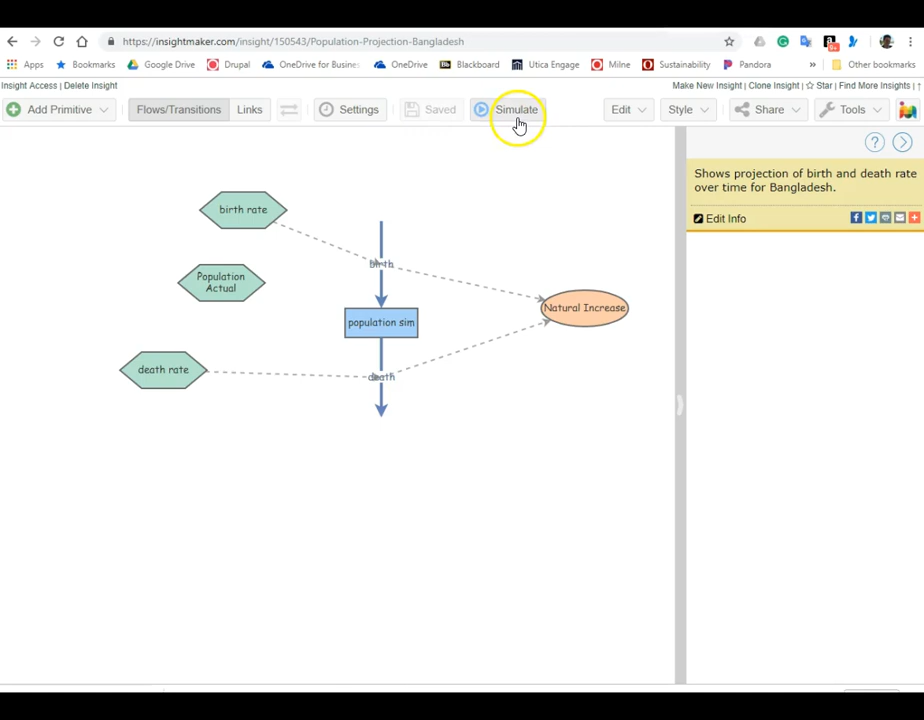 https://insightmaker.com/insight/150543/Population-Projection-Bangladesh
Apps Bookmarks Google Drive Drupal OneDrive for Busines OneDrive Bb Blackboard Utica Engage Milne Sustainability Pandora » Other bookmarks
Insight Access | Delete Insight
Make New Insight | Clone Insight | ☆ Star | Find More Insights | ↑
Add Primitive Flows/Transitions Links Settings Saved Simulate Edit Style Share Tools
Shows projection of birth and death rate
over time for Bangladesh.
Edit Info
birth rate
birth
Population
Actual
Natural Increase
population sim
death rate
death